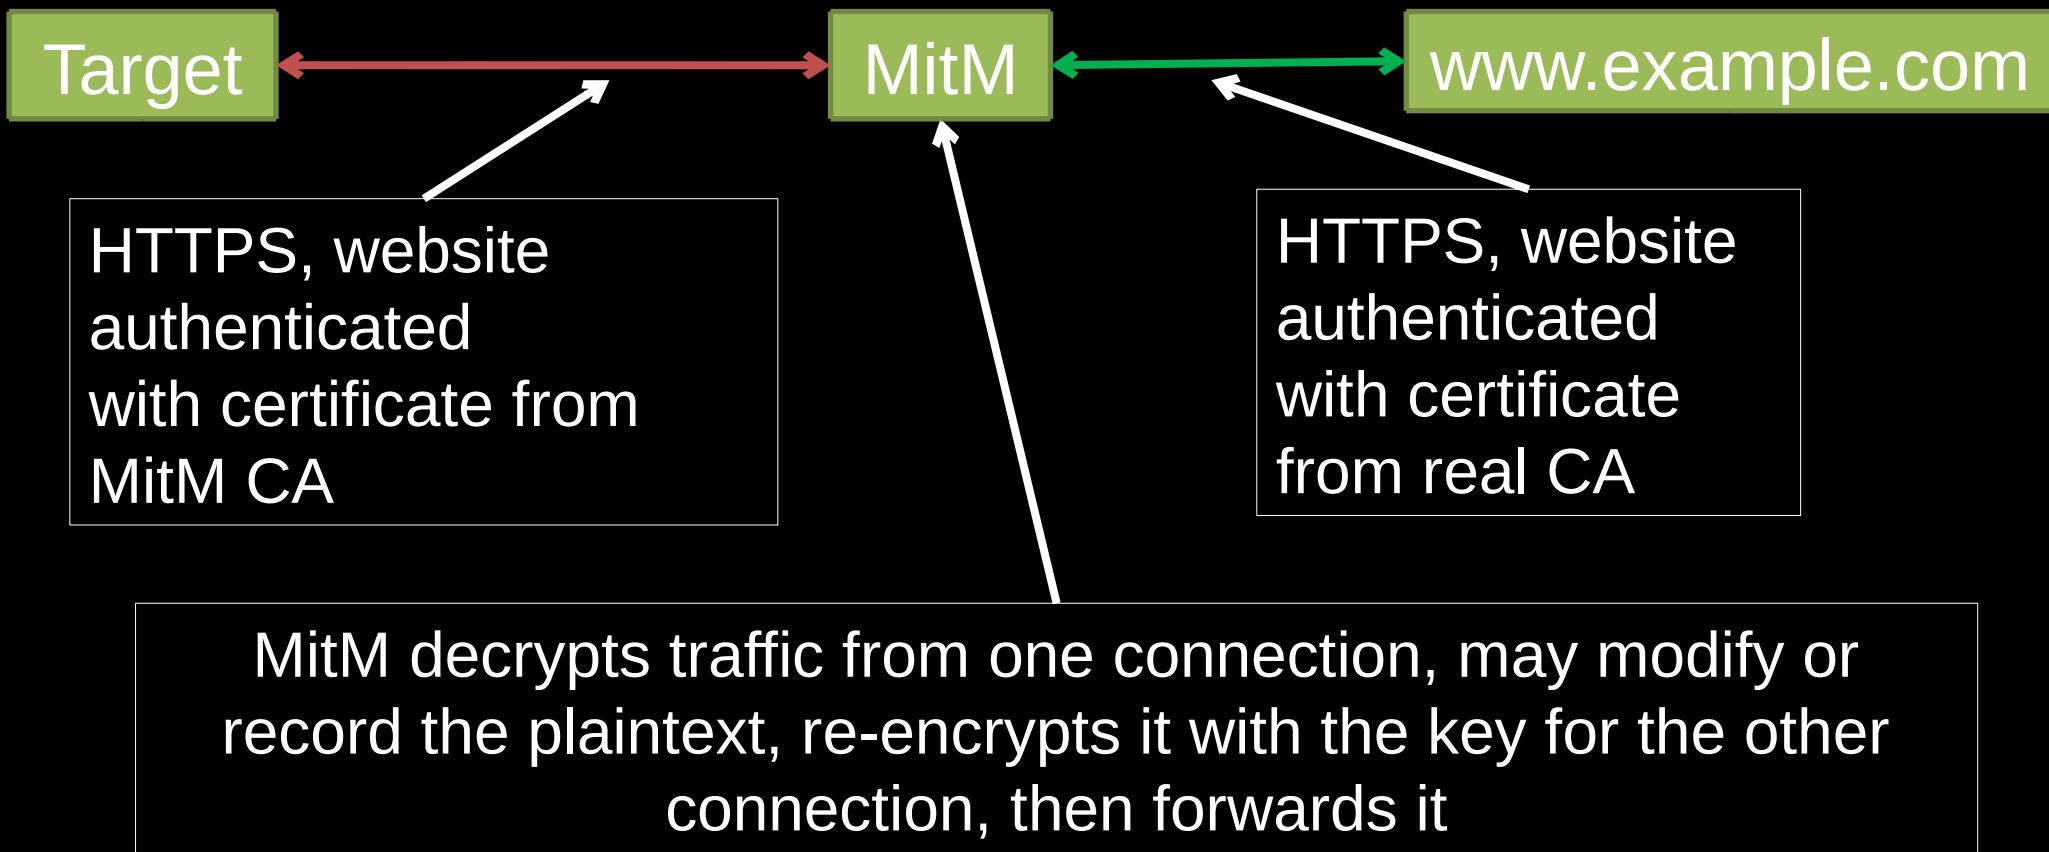 Target
MitM
www.example.com
HTTPS, website
authenticated
with certificate from
MitM CA
HTTPS, website
authenticated
with certificate
from real CA
MitM decrypts traffic from one connection, may modify or
record the plaintext, re-encrypts it with the key for the other
connection, then forwards it